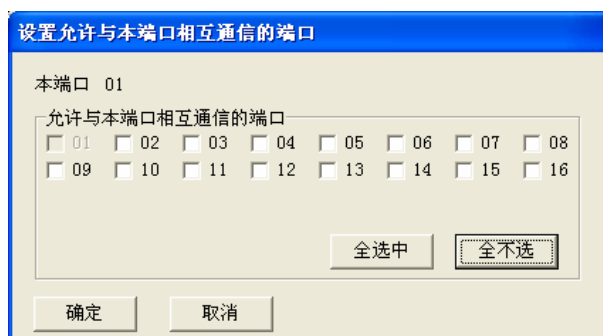 设置允许与本端口相互通信的端口
本端口 01
允许与本端口相互通信的端口
01 02 03 04 05 06 07 08
09 10 11 12 13 14 15 16
全选中 全不选
确定 取消